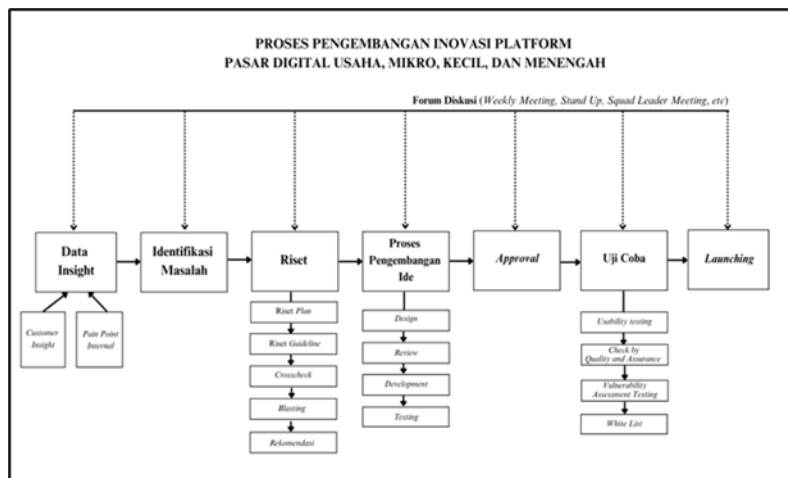 PROSES PENGEMBANGAN INOVASI PLATFORM
PASAR DIGITAL USAHA, MIKRO, KECIL, DAN MENENGAH
Forum Diskusi (Weekly Meeting, Stand Up, Squad Leader Meeting, etc)
Data
Insight
Identifikasi
Masalah
Riset
Proses
Pengembangan
Ide
Approval
Uji Coba
Launching
Customer
Insight
Pain Point
Internal
Riset Plan
Riset Guideline
Crosscheck
Blasting
Rekomendasi
Design
Review
Development
Testing
Usability testing
Check by
Quality and Assurance
Vulnerability
Assessment Testing
White List